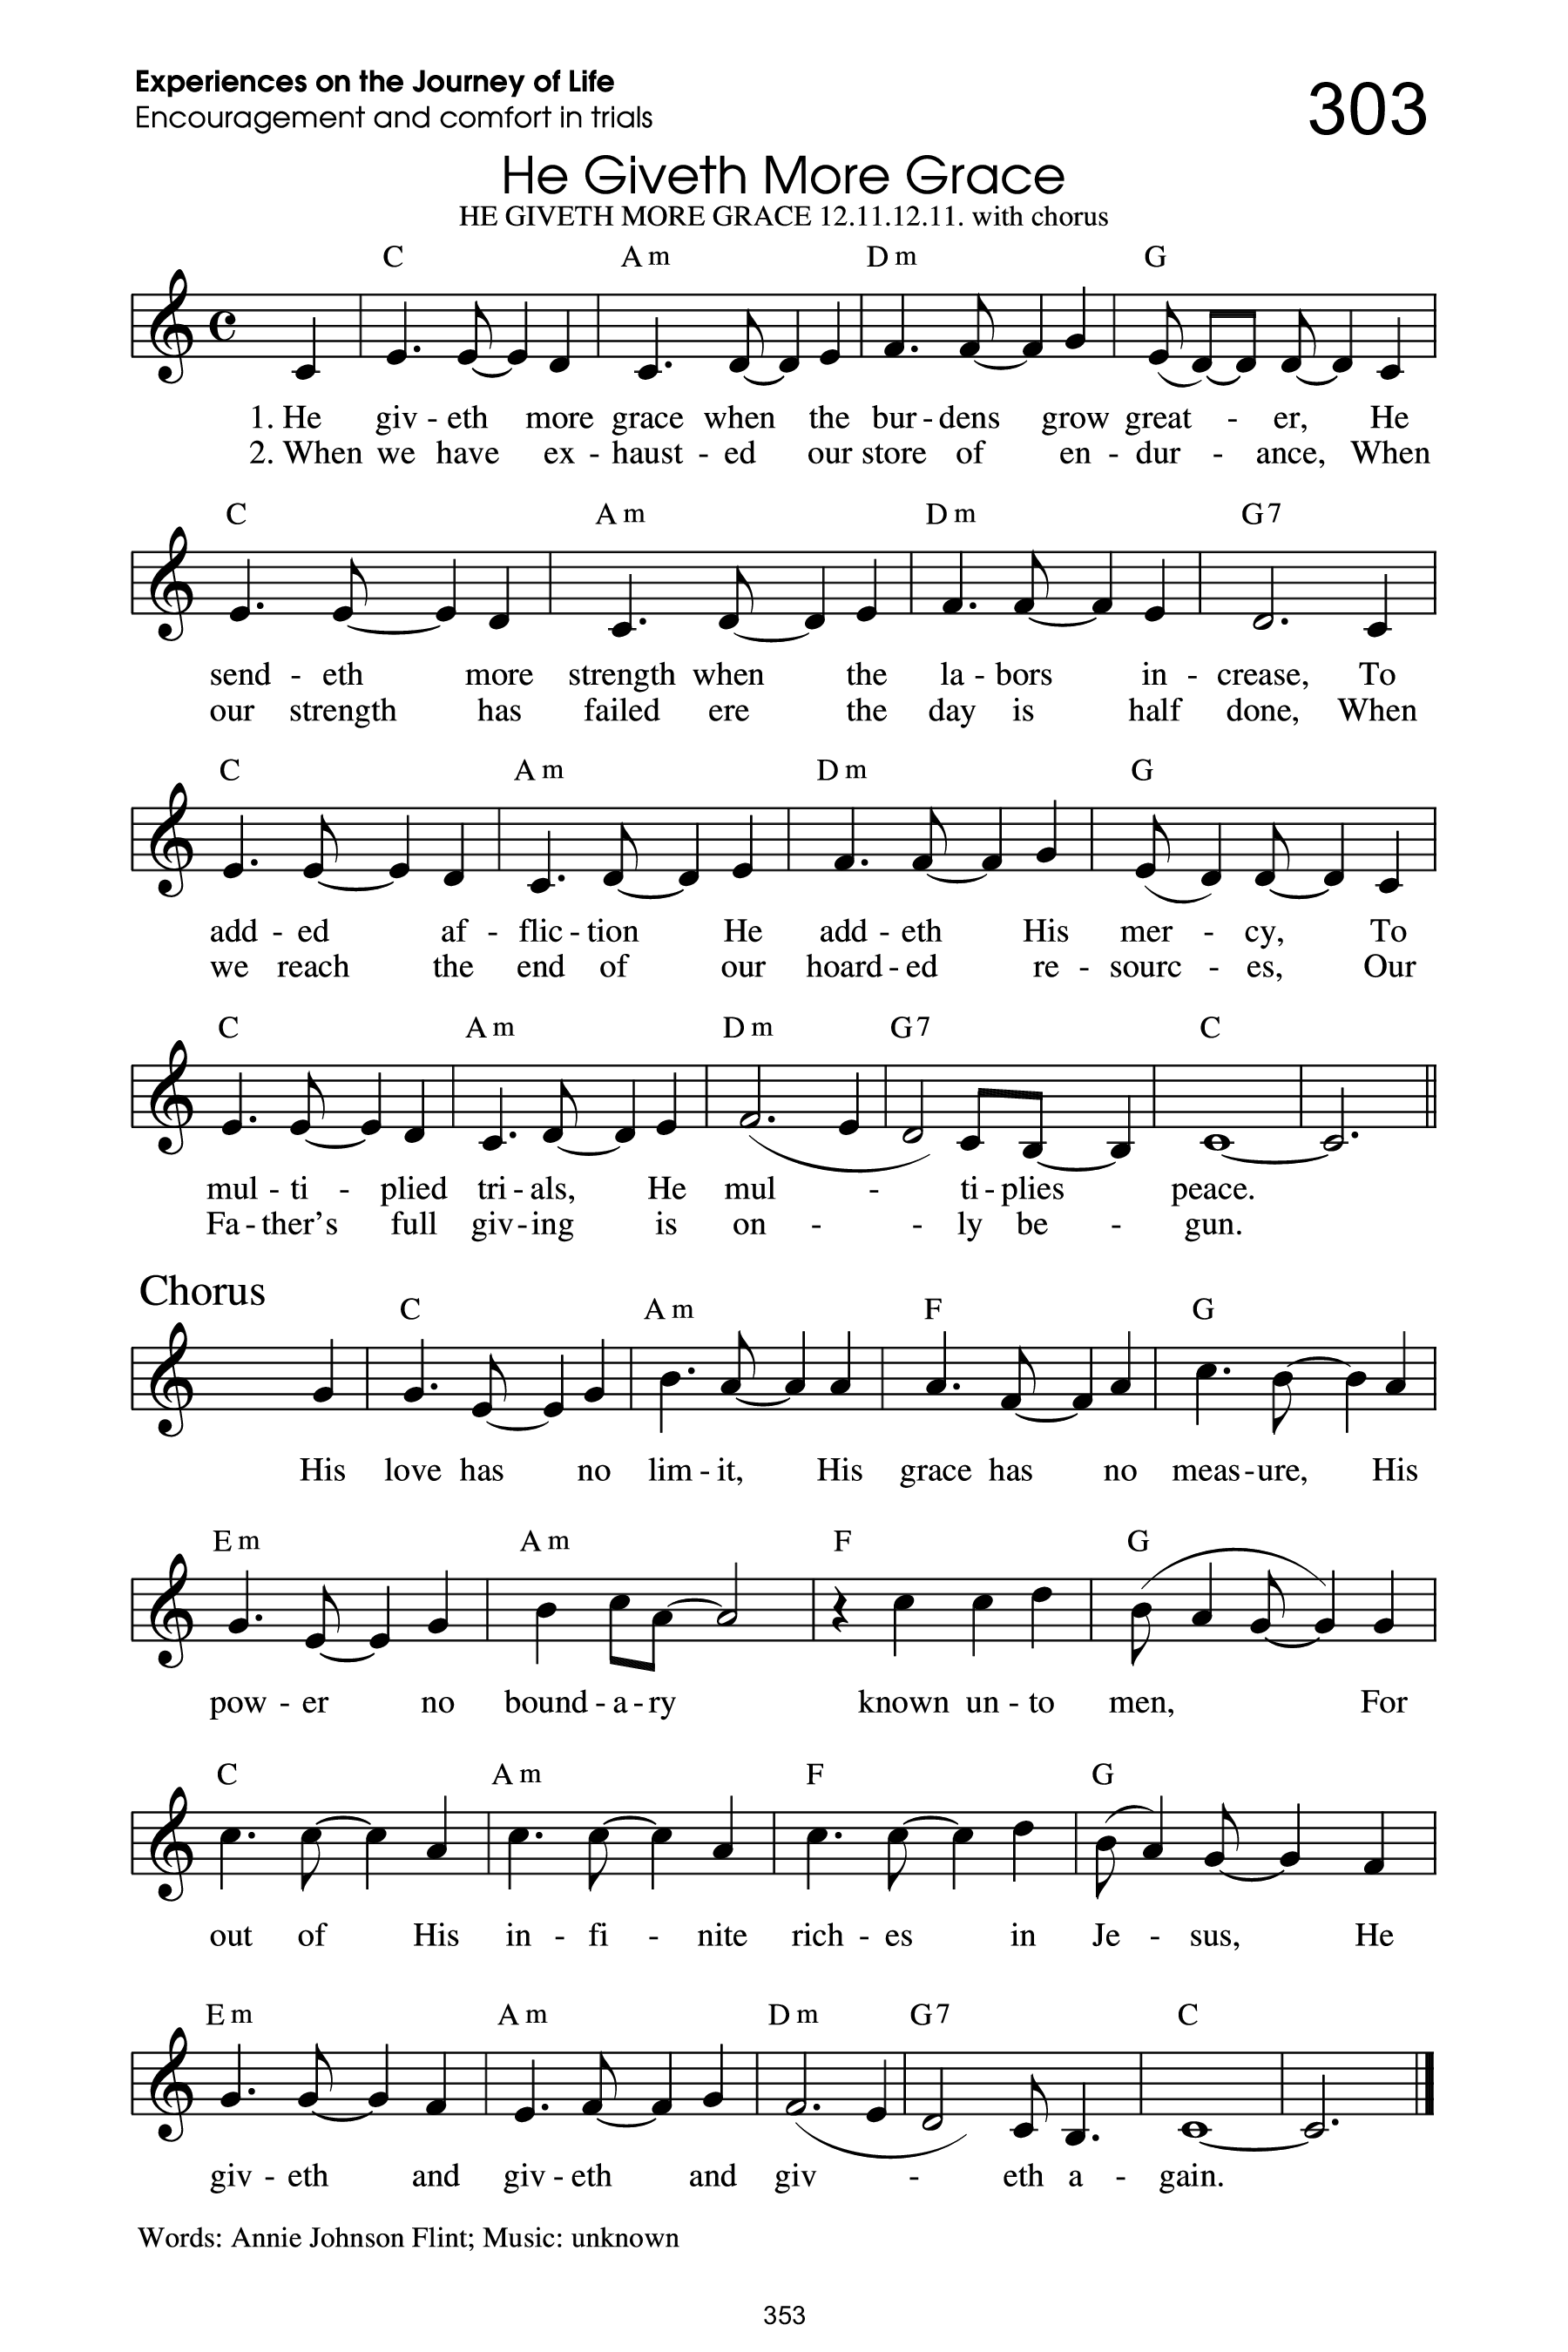 Experiences on the Journey of Life
Encouragement and comfort in trials
303
He Giveth More Grace
HE GIVETH MORE GRACE 12.11.12.11. with chorus
C Am Dm G
1. He giv - eth more grace when the bur - dens grow great - er, He
2. When we have ex - haust - ed our store of en - dur - ance, When
C Am Dm G7
send - eth more strength when the la - bors in - crease, To
our strength has failed ere the day is half done, When
C Am Dm G
add - ed af - flic - tion He add - eth His mer - cy, To
we reach the end of our hoard - ed re - sourc - es, Our
C Am Dm G7 C
mul - ti - plied tri - als, He mul - ti - plies peace.
Fa - ther's full giv - ing is on - - ly be - gun.
Chorus
C Am F G
His love has no lim - it, His grace has no meas - ure, His
Em Am F G
pow - er no bound - a - ry known un - to men, For
C Am F G
out of His in - fi - nite rich - es in Je - sus, He
Em Am Dm G7 C
giv - eth and giv - eth and giv - eth a - gain.
Words: Annie Johnson Flint; Music: unknown
353